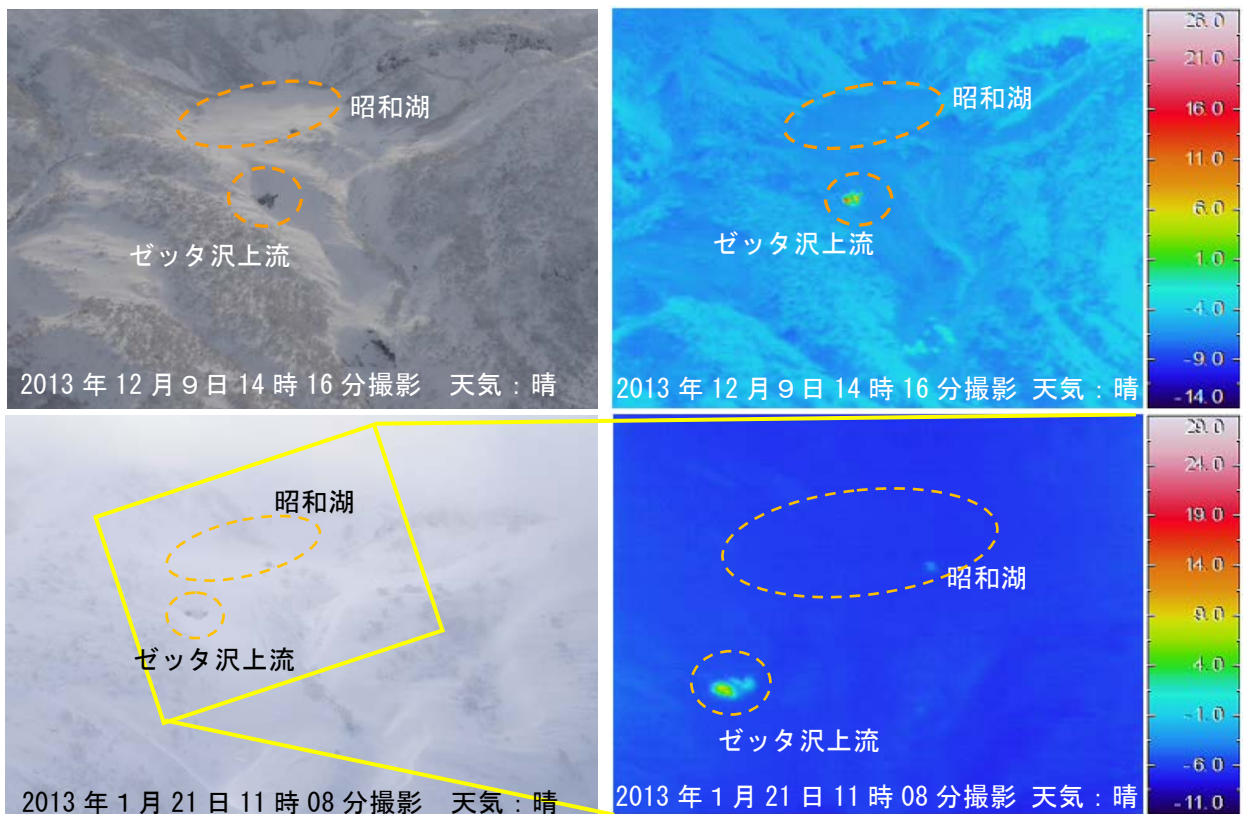 昭和湖
ゼッタ沢上流
2013年12月９日14時16分撮影　天気：晴
昭和湖
ゼッタ沢上流
2013年12月９日14時16分撮影 天気：晴
26.0
21.0
16.0
11.0
6.0
1.0
-4.0
-9.0
-14.0
昭和湖
ゼッタ沢上流
2013年１月21日11時08分撮影　天気：晴
昭和湖
ゼッタ沢上流
2013年１月21日11時08分撮影 天気：晴
29.0
24.0
19.0
14.0
9.0
4.0
-1.0
-6.0
-11.0